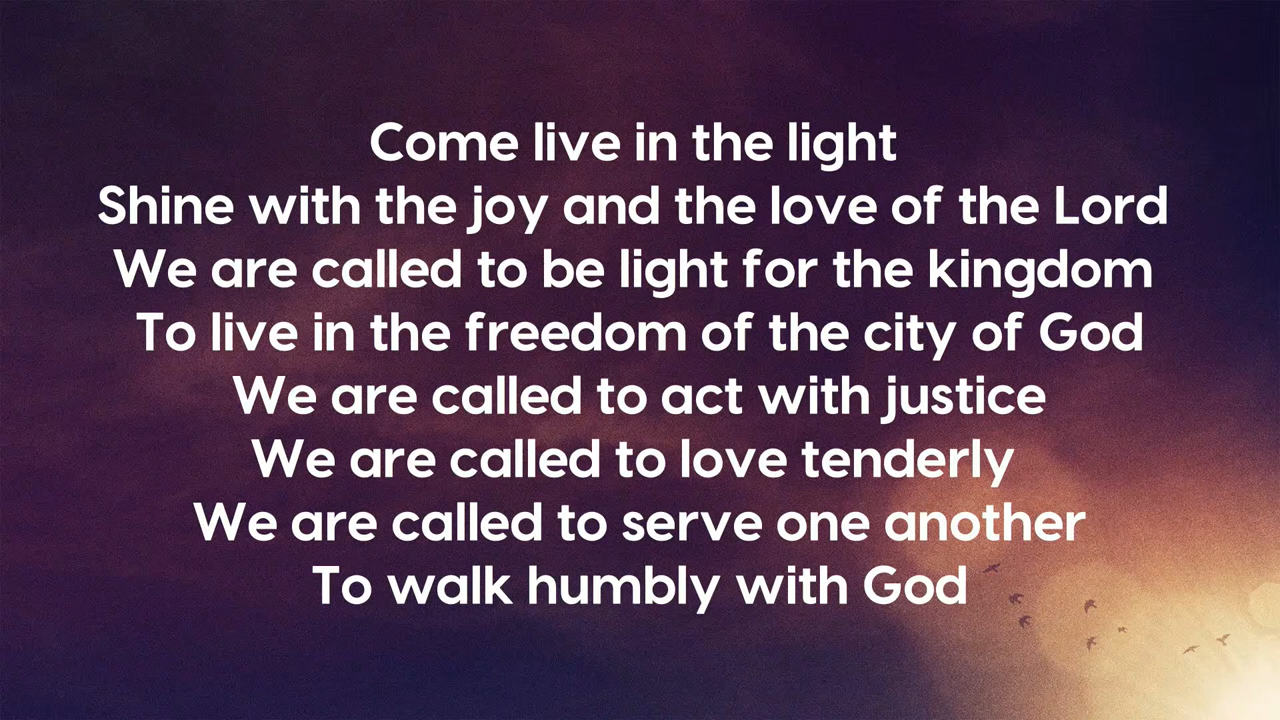 Come live in the light
Shine with the joy and the love of the Lord
We are called to be light for the kingdom
To live in the freedom of the city of God
We are called to act with justice
We are called to love tenderly
We are called to serve one another
To walk humbly with God